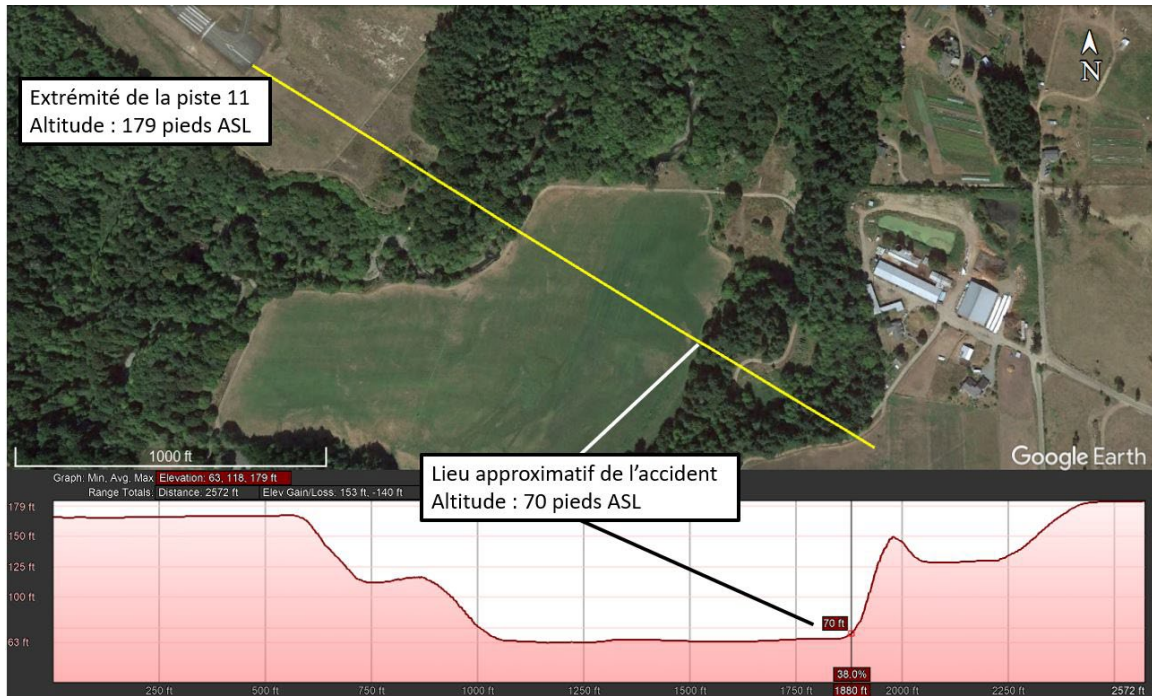 N
Extrémité de la piste 11
Altitude : 179 pieds ASL
1000 ft
Google Earth
Lieu approximatif de l’accident
Altitude : 70 pieds ASL
Graph: Min, Avg, Max Elevation: 63, 118, 179 ft
Range Totals: Distance: 2572 ft Elev Gain/Loss: 153 ft, -140 ft
179 ft
150 ft
125 ft
100 ft
63 ft
70 ft
38.0%
250 ft 500 ft 750 ft 1000 ft 1250 ft 1500 ft 1750 ft 1880 ft 2000 ft 2250 ft 2572 ft